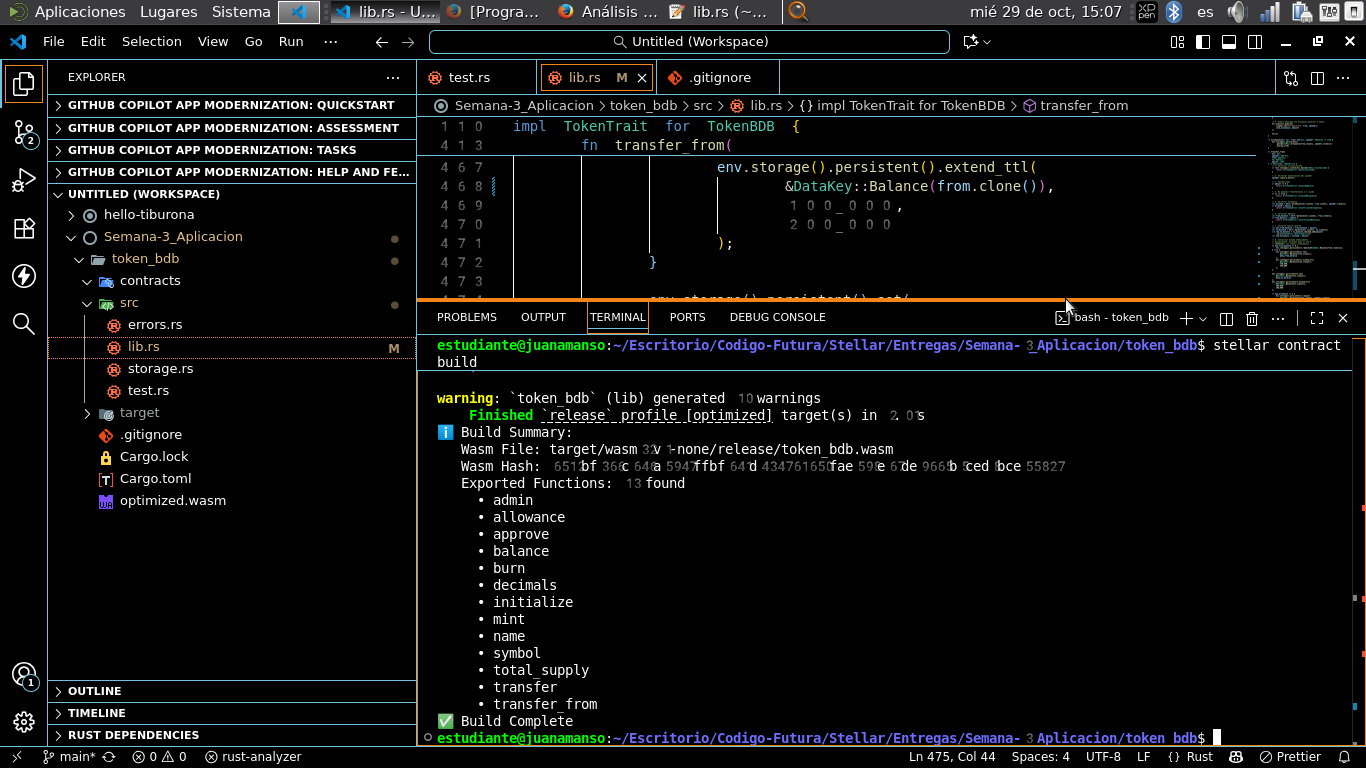 Aplicaciones Lugares Sistema lib.rs - U... [Progra... Análisis ... lib.rs (~... mié 29 de oct, 15:07 XP PEN es
File Edit Selection View Go Run ··· Untitled (Workspace)
EXPLORER ···
GITHUB COPILOT APP MODERNIZATION: QUICKSTART
GITHUB COPILOT APP MODERNIZATION: ASSESSMENT
GITHUB COPILOT APP MODERNIZATION: TASKS
GITHUB COPILOT APP MODERNIZATION: HELP AND FE...
UNTITLED (WORKSPACE)
hello-tiburona
Semana-3_Aplicacion
token_bdb
contracts
src
errors.rs
lib.rs M
storage.rs
test.rs
target
.gitignore
Cargo.lock
Cargo.toml
optimized.wasm
OUTLINE
TIMELINE
RUST DEPENDENCIES
2
1
test.rs lib.rs M .gitignore
Semana-3_Aplicacion > token_bdb > src > lib.rs > {} impl TokenTrait for TokenBDB > transfer_from
110 impl TokenTrait for TokenBDB {
413 fn transfer_from(
467 env.storage().persistent().extend_ttl(
468 &DataKey::Balance(from.clone()),
469 100_000,
470 200_000
471 );
472 }
473
474 env.storage().persistent().set(
PROBLEMS OUTPUT TERMINAL PORTS DEBUG CONSOLE bash - token_bdb
estudiante@juanamanso:~/Escritorio/Codigo-Futura/Stellar/Entregas/Semana-3_Aplicacion/token_bdb$ stellar contract
build
warning: `token_bdb` (lib) generated 10 warnings
Finished `release` profile [optimized] target(s) in 2.01s
Build Summary:
Wasm File: target/wasm32v1-none/release/token_bdb.wasm
Wasm Hash:
Exported Functions: 13 found
• admin
• allowance
• approve
• balance
• burn
• decimals
• initialize
• mint
• name
• symbol
• total_supply
• transfer
• transfer_from
Build Complete
estudiante@juanamanso:~/Escritorio/Codigo-Futura/Stellar/Entregas/Semana-3_Aplicacion/token_bdb$
main* 0 0 rust-analyzer Ln 475, Col 44 Spaces: 4 UTF-8 LF {} Rust Prettier